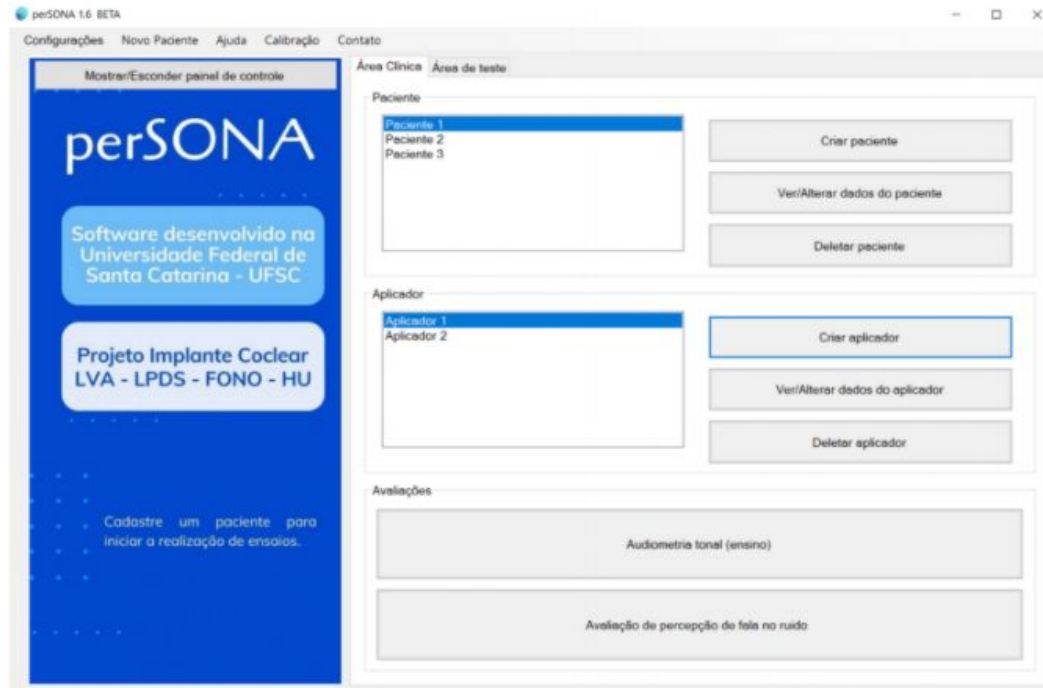 perSONA 1.6 BETA
Configurações Novo Paciente Ajuda Calibração Contato
Mostrar/Esconder painel de controle
perSONA
Software desenvolvido na
Universidade Federal de
Santa Catarina - UFSC
Projeto Implante Coclear
LVA - LPDS - FONO - HU
Cadastre um paciente para
iniciar a realização de ensaios.
Área Clínica Área de teste
Paciente
Paciente 1
Paciente 2
Paciente 3
Criar paciente
Ver/Alterar dados do paciente
Deletar paciente
Aplicador
Aplicador 1
Aplicador 2
Criar aplicador
Ver/Alterar dados do aplicador
Deletar aplicador
Avaliações
Audiometria tonal (ensino)
Avaliação de percepção de fala no ruído